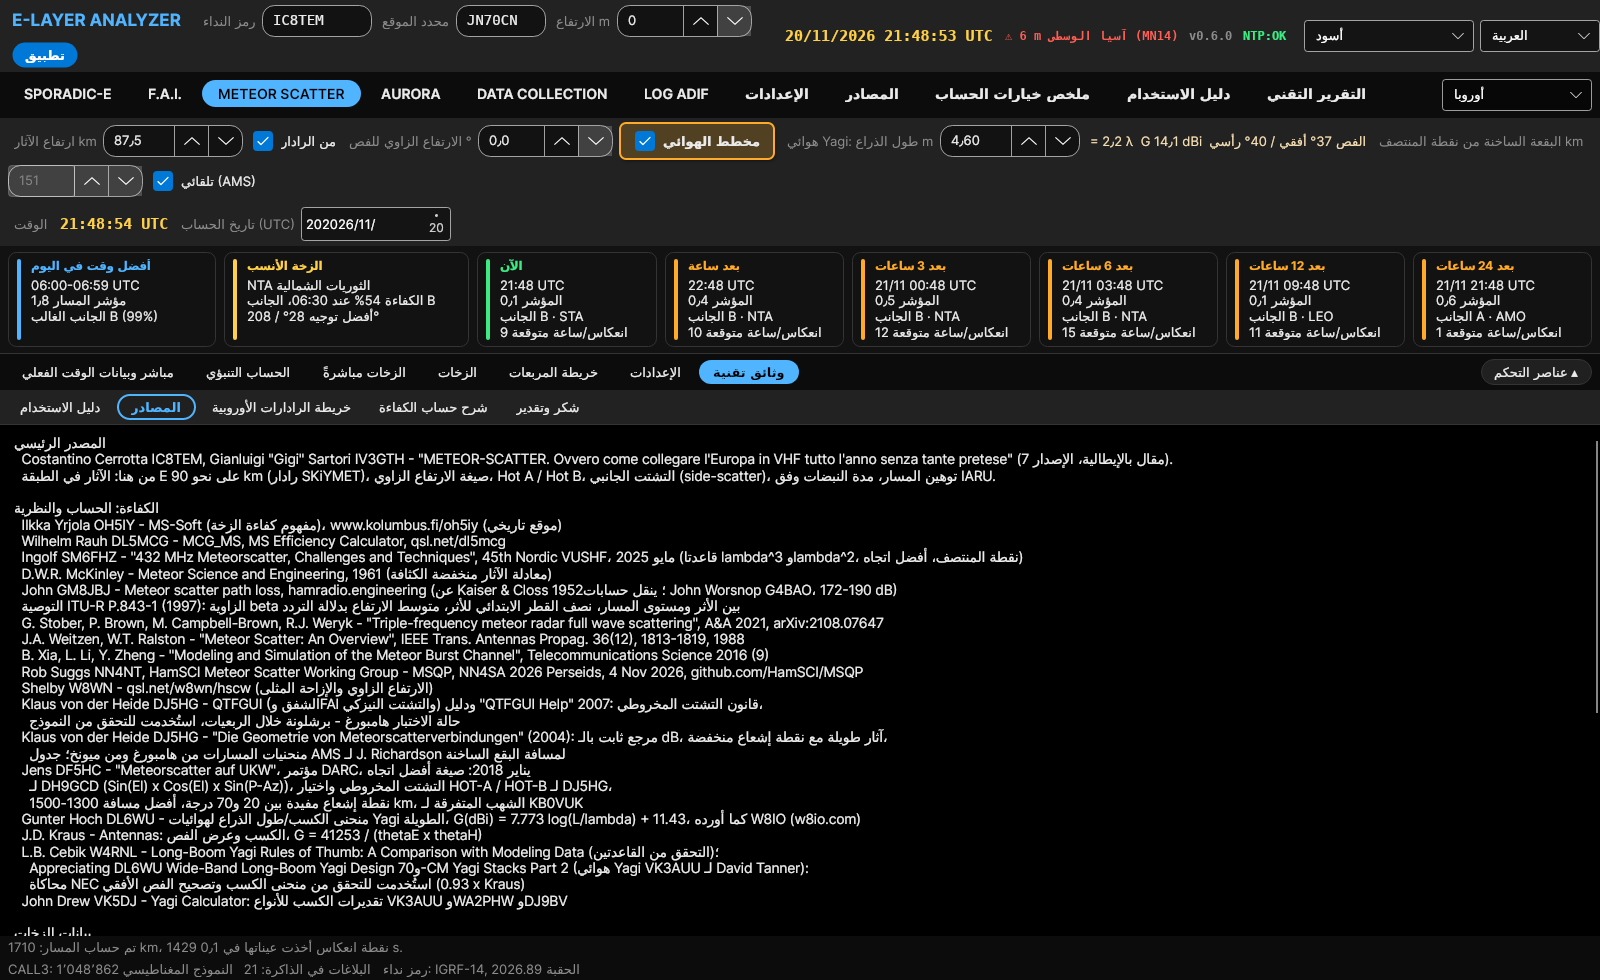 E-LAYER ANALYZER رمز النداء IC8TEM محدد الموقع JN70CN الارتفاع m 0
20/11/2026 21:48:53 UTC ⚠ 6 m آسيا الوسطى (MN14) v0.6.0 NTP:OK أسود العربية
تطبيق
SPORADIC-E F.A.I. METEOR SCATTER AURORA DATA COLLECTION LOG ADIF الإعدادات المصادر ملخص خيارات الحساب دليل الاستخدام التقرير التقني أوروبا
ارتفاع الآثار km 87٫5 من الرادار الارتفاع الزاوي للفص ° 0٫0 مخطط الهوائي هوائي Yagi: طول الذراع m 4٫60 = 2٫2 λ G 14٫1 dBi الفص 37° أفقي / 40° رأسي البقعة الساخنة من نقطة المنتصف km
151 تلقائي (AMS)
الوقت 21:48:54 UTC تاريخ الحساب (UTC) 202026/11/ 20
أفضل وقت في اليوم
06:00-06:59 UTC
مؤشر المسار 1٫8
الجانب الغالب B (99%)
الزخة الأنسب
NTA الثوريات الشمالية
الكفاءة 54% عند 06:30، الجانب B
أفضل توجيه 28° / 208°
الآن
21:48 UTC
المؤشر 0٫1
الجانب B · STA
انعكاس/ساعة متوقعة 9
بعد ساعة
22:48 UTC
المؤشر 0٫4
الجانب B · NTA
انعكاس/ساعة متوقعة 10
بعد 3 ساعات
21/11 00:48 UTC
المؤشر 0٫5
الجانب B · NTA
انعكاس/ساعة متوقعة 12
بعد 6 ساعات
21/11 03:48 UTC
المؤشر 0٫4
الجانب B · NTA
انعكاس/ساعة متوقعة 15
بعد 12 ساعات
21/11 09:48 UTC
المؤشر 0٫1
الجانب B · LEO
انعكاس/ساعة متوقعة 11
بعد 24 ساعات
21/11 21:48 UTC
المؤشر 0٫6
الجانب A · AMO
انعكاس/ساعة متوقعة 1
مباشر وبيانات الوقت الفعلي الحساب التنبؤي الزخات مباشرةً الزخات خريطة المربعات الإعدادات وثائق تقنية عناصر التحكم ▴
دليل الاستخدام المصادر خريطة الرادارات الأوروبية شرح حساب الكفاءة شكر وتقدير
المصدر الرئيسي
Costantino Cerrotta IC8TEM, Gianluigi "Gigi" Sartori IV3GTH - "METEOR-SCATTER. Ovvero come collegare l'Europa in VHF tutto l'anno senza tante pretese" (مقال بالإيطالية، الإصدار 7).
من هنا: الآثار في الطبقة E على نحو 90 km (رادار SKiYMET)، صيغة الارتفاع الزاوي، Hot A / Hot B، التشتت الجانبي (side-scatter)، توهين المسار، مدة النبضات وفق IARU.
الكفاءة: الحساب والنظرية
Ilkka Yrjola OH5IY - MS-Soft (مفهوم كفاءة الزخة)، www.kolumbus.fi/oh5iy (موقع تاريخي)
Wilhelm Rauh DL5MCG - MCG_MS, MS Efficiency Calculator, qsl.net/dl5mcg
Ingolf SM6FHZ - "432 MHz Meteorscatter, Challenges and Techniques", 45th Nordic VUSHF، مايو 2025 (قاعدتا lambda^3 وlambda^2، نقطة المنتصف، أفضل اتجاه)
D.W.R. McKinley - Meteor Science and Engineering, 1961 (معادلة الآثار منخفضة الكثافة)
John GM8JBJ - Meteor scatter path loss, hamradio.engineering (عن Kaiser & Closs 1952؛ ينقل حسابات John Worsnop G4BAO، 172-190 dB)
التوصية ITU-R P.843-1 (1997): الزاوية beta بين الأثر ومستوى المسار، نصف القطر الابتدائي للأثر، متوسط الارتفاع بدلالة التردد
G. Stober, P. Brown, M. Campbell-Brown, R.J. Weryk - "Triple-frequency meteor radar full wave scattering", A&A 2021, arXiv:2108.07647
J.A. Weitzen, W.T. Ralston - "Meteor Scatter: An Overview", IEEE Trans. Antennas Propag. 36(12), 1813-1819, 1988
B. Xia, L. Li, Y. Zheng - "Modeling and Simulation of the Meteor Burst Channel", Telecommunications Science 2016 (9)
Rob Suggs NN4NT, HamSCI Meteor Scatter Working Group - MSQP, NN4SA 2026 Perseids, 4 Nov 2026, github.com/HamSCI/MSQP
Shelby W8WN - qsl.net/w8wn/hscw (الارتفاع الزاوي والإزاحة المثلى)
Klaus von der Heide DJ5HG - QTFGUI (الشفق وFAI والتشتت النيزكي) ودليل "QTFGUI Help" 2007: قانون التشتت المخروطي،
حالة الاختبار هامبورغ - برشلونة خلال الربعيات، استُخدمت للتحقق من النموذج
Klaus von der Heide DJ5HG - "Die Geometrie von Meteorscatterverbindungen" (2004): مرجع ثابت بالـ dB، آثار طويلة مع نقطة إشعاع منخفضة،
منحنيات المسارات من هامبورغ ومن ميونخ؛ جدول AMS لـ J. Richardson لمسافة البقع الساخنة
Jens DF5HC - "Meteorscatter auf UKW"، مؤتمر DARC، يناير 2018: صيغة أفضل اتجاه
لـ DH9GCD (Sin(El) x Cos(El) x Sin(P-Az))، التشتت المخروطي واختيار HOT-A / HOT-B لـ DJ5HG،
نقطة إشعاع مفيدة بين 20 و70 درجة، أفضل مسافة 1300-1500 km، الشهب المتفرقة لـ KB0VUK
Gunter Hoch DL6WU - منحنى الكسب/طول الذراع لهوائيات Yagi الطويلة، G(dBi) = 7.773 log(L/lambda) + 11.43، كما أورده W8IO (w8io.com)
J.D. Kraus - Antennas: الكسب وعرض الفص، G = 41253 / (thetaE x thetaH)
L.B. Cebik W4RNL - Long-Boom Yagi Rules of Thumb: A Comparison with Modeling Data (التحقق من القاعدتين)؛
Appreciating DL6WU Wide-Band Long-Boom Yagi Design و70-CM Yagi Stacks Part 2 (هوائي Yagi VK3AUU لـ David Tanner):
محاكاة NEC استُخدمت للتحقق من منحنى الكسب وتصحيح الفص الأفقي (0.93 x Kraus)
John Drew VK5DJ - Yagi Calculator: تقديرات الكسب للأنواع VK3AUU وWA2PHW وDJ9BV
بيانات الزخات
تم حساب المسار: 1710 km، 1429 نقطة انعكاس أخذت عيناتها في 0٫1 s.
CALL3: 1٬048٬862 رمز نداء البلاغات في الذاكرة: 21 النموذج المغناطيسي: IGRF-14, الحقبة 2026.89